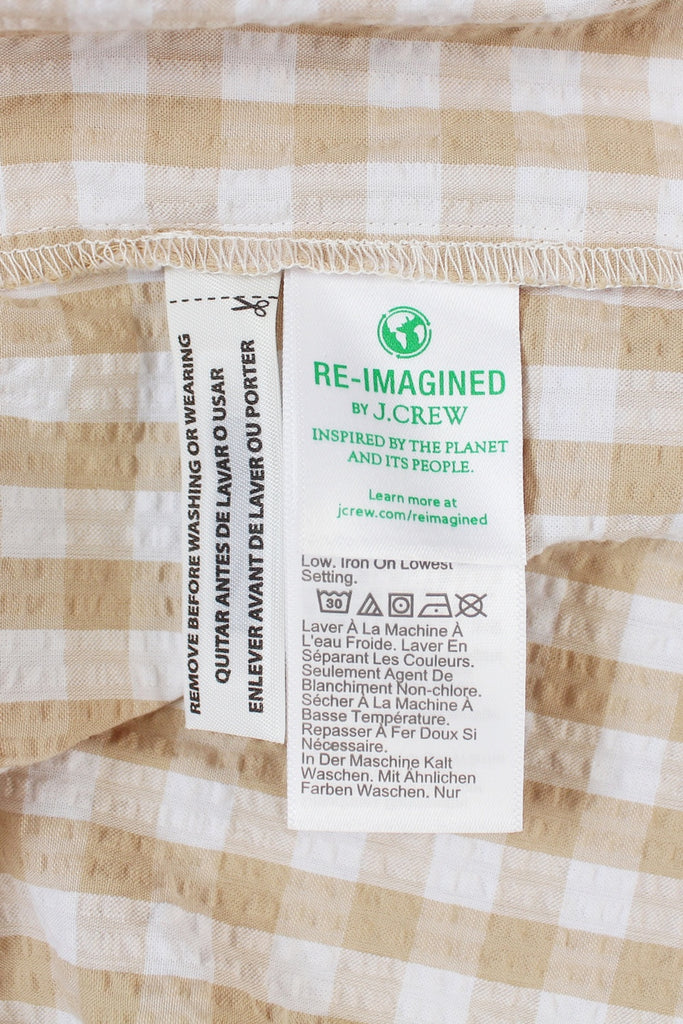 REMOVE BEFORE WASHING OR WEARING
QUITAR ANTES DE LAVAR O USAR
ENLEVER AVANT DE LAVER OU PORTER
RE-IMAGINED
BY J.CREW
INSPIRED BY THE PLANET
AND ITS PEOPLE.
Learn more at
jcrew.com/reimagined
Low. Iron On Lowest
Setting.
30
Laver À La Machine À
L'eau Froide. Laver En
Séparant Les Couleurs.
Seulement Agent De
Blanchiment Non-chlore.
Sécher À La Machine À
Basse Température.
Repasser À Fer Doux Si
Nécessaire.
In Der Maschine Kalt
Waschen. Mit Ähnlichen
Farben Waschen. Nur